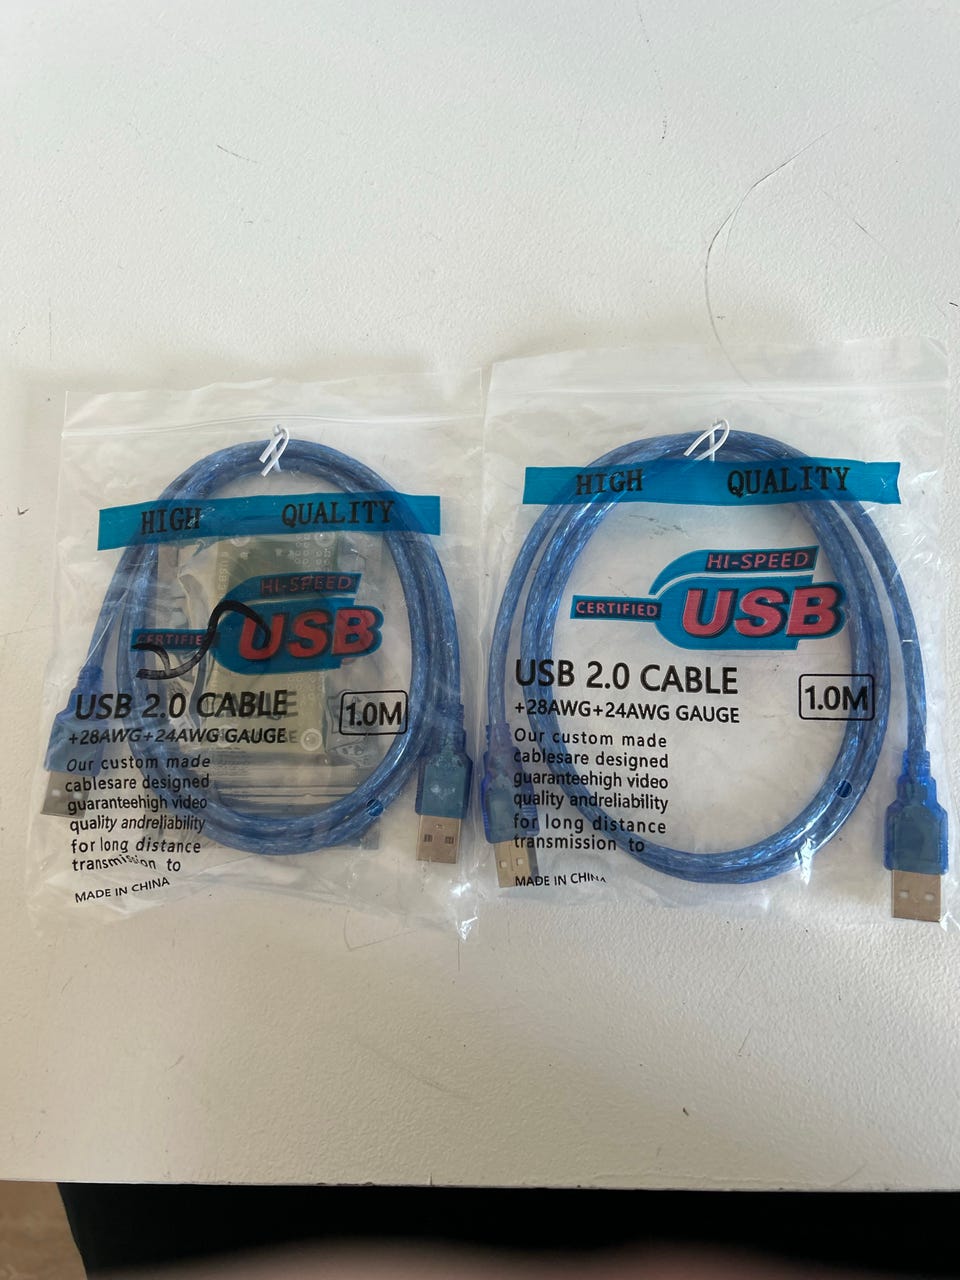 HIGH QUALITY
HI-SPEED
CERTIFIED
USB
USB 2.0 CABLE
1.0M
+28AWG+24AWG GAUGE
Our custom made
cablesare designed
guaranteehigh video
quality andreliability
for long distance
transmission to
MADE IN CHINA
HIGH QUALITY
HI-SPEED
CERTIFIED
USB
USB 2.0 CABLE
1.0M
+28AWG+24AWG GAUGE
Our custom made
cablesare designed
guaranteehigh video
quality andreliability
for long distance
transmission to
MADE IN CHINA